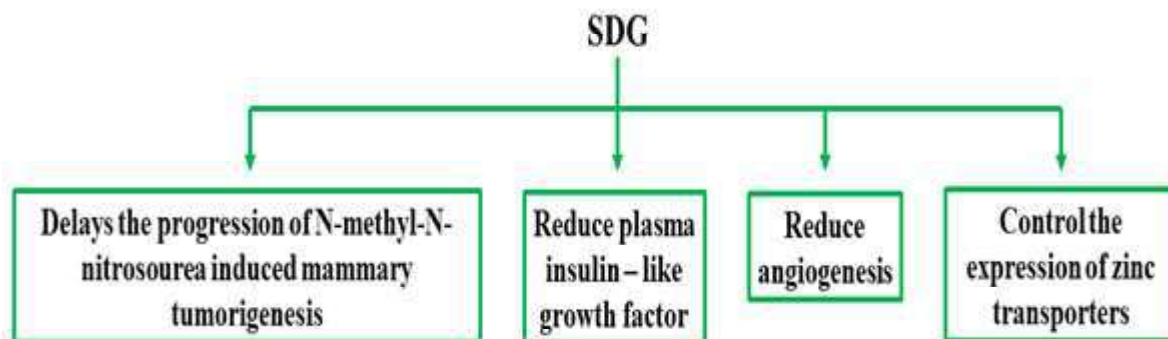 SDG
Delays the progression of N-methyl-N-
nitrosourea induced mammary
tumorigenesis
Reduce plasma
insulin – like
growth factor
Reduce
angiogenesis
Control the
expression of zinc
transporters